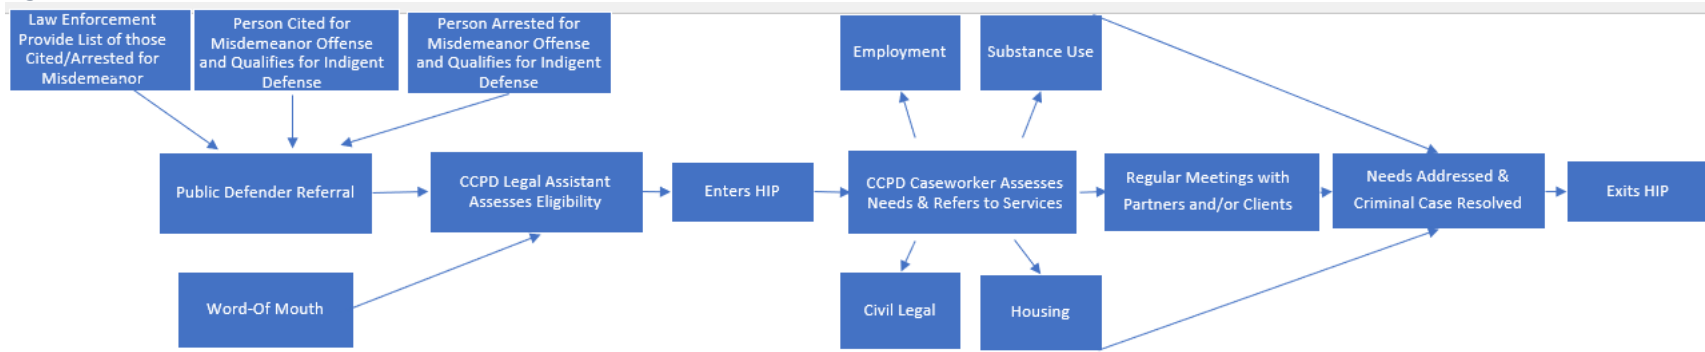 Law Enforcement
Provide List of those
Cited/Arrested for
Misdemeanor
Person Cited for
Misdemeanor Offense
and Qualifies for Indigent
Defense
Person Arrested for
Misdemeanor Offense
and Qualifies for Indigent
Defense
Employment
Substance Use
Public Defender Referral
CCPD Legal Assistant
Assesses Eligibility
Enters HIP
CCPD Caseworker Assesses
Needs & Refers to Services
Regular Meetings with
Partners and/or Clients
Needs Addressed &
Criminal Case Resolved
Exits HIP
Word-Of Mouth
Civil Legal
Housing